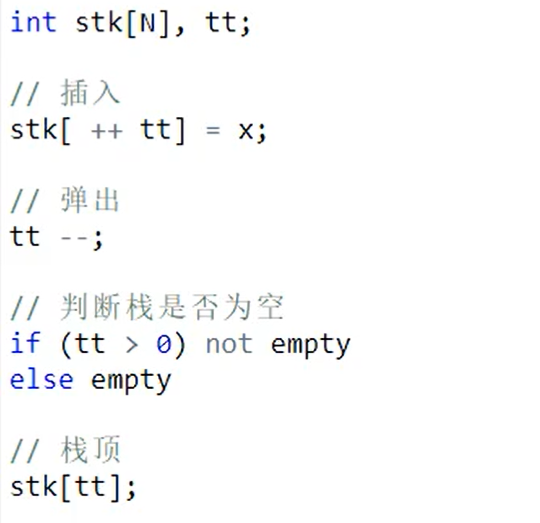 int stk[N], tt;
// 插入
stk[ ++ tt] = x;
// 弹出
tt --;
// 判断栈是否为空
if (tt > 0) not empty
else empty
// 栈顶
stk[tt];